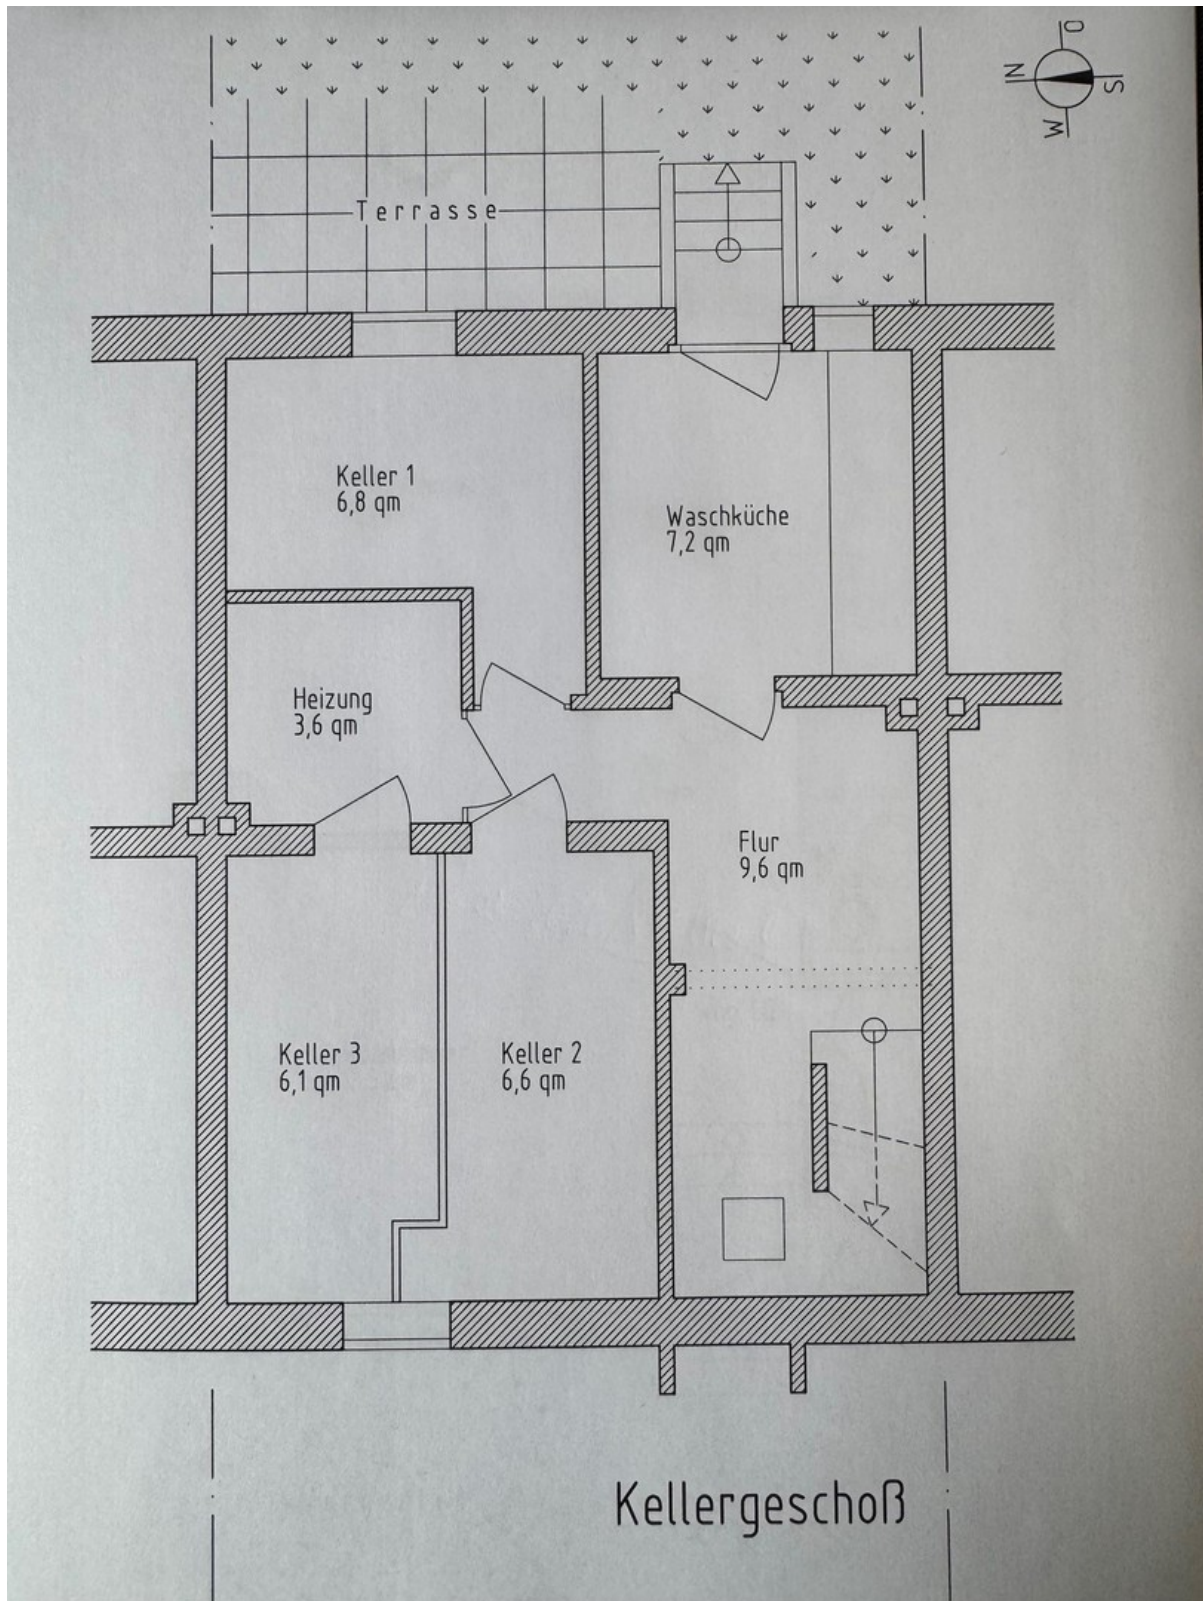 O
N
S
W
Terrasse
Keller 1
6,8 qm
Waschküche
7,2 qm
Heizung
3,6 qm
Flur
9,6 qm
Keller 3
6,1 qm
Keller 2
6,6 qm
Kellergeschoß